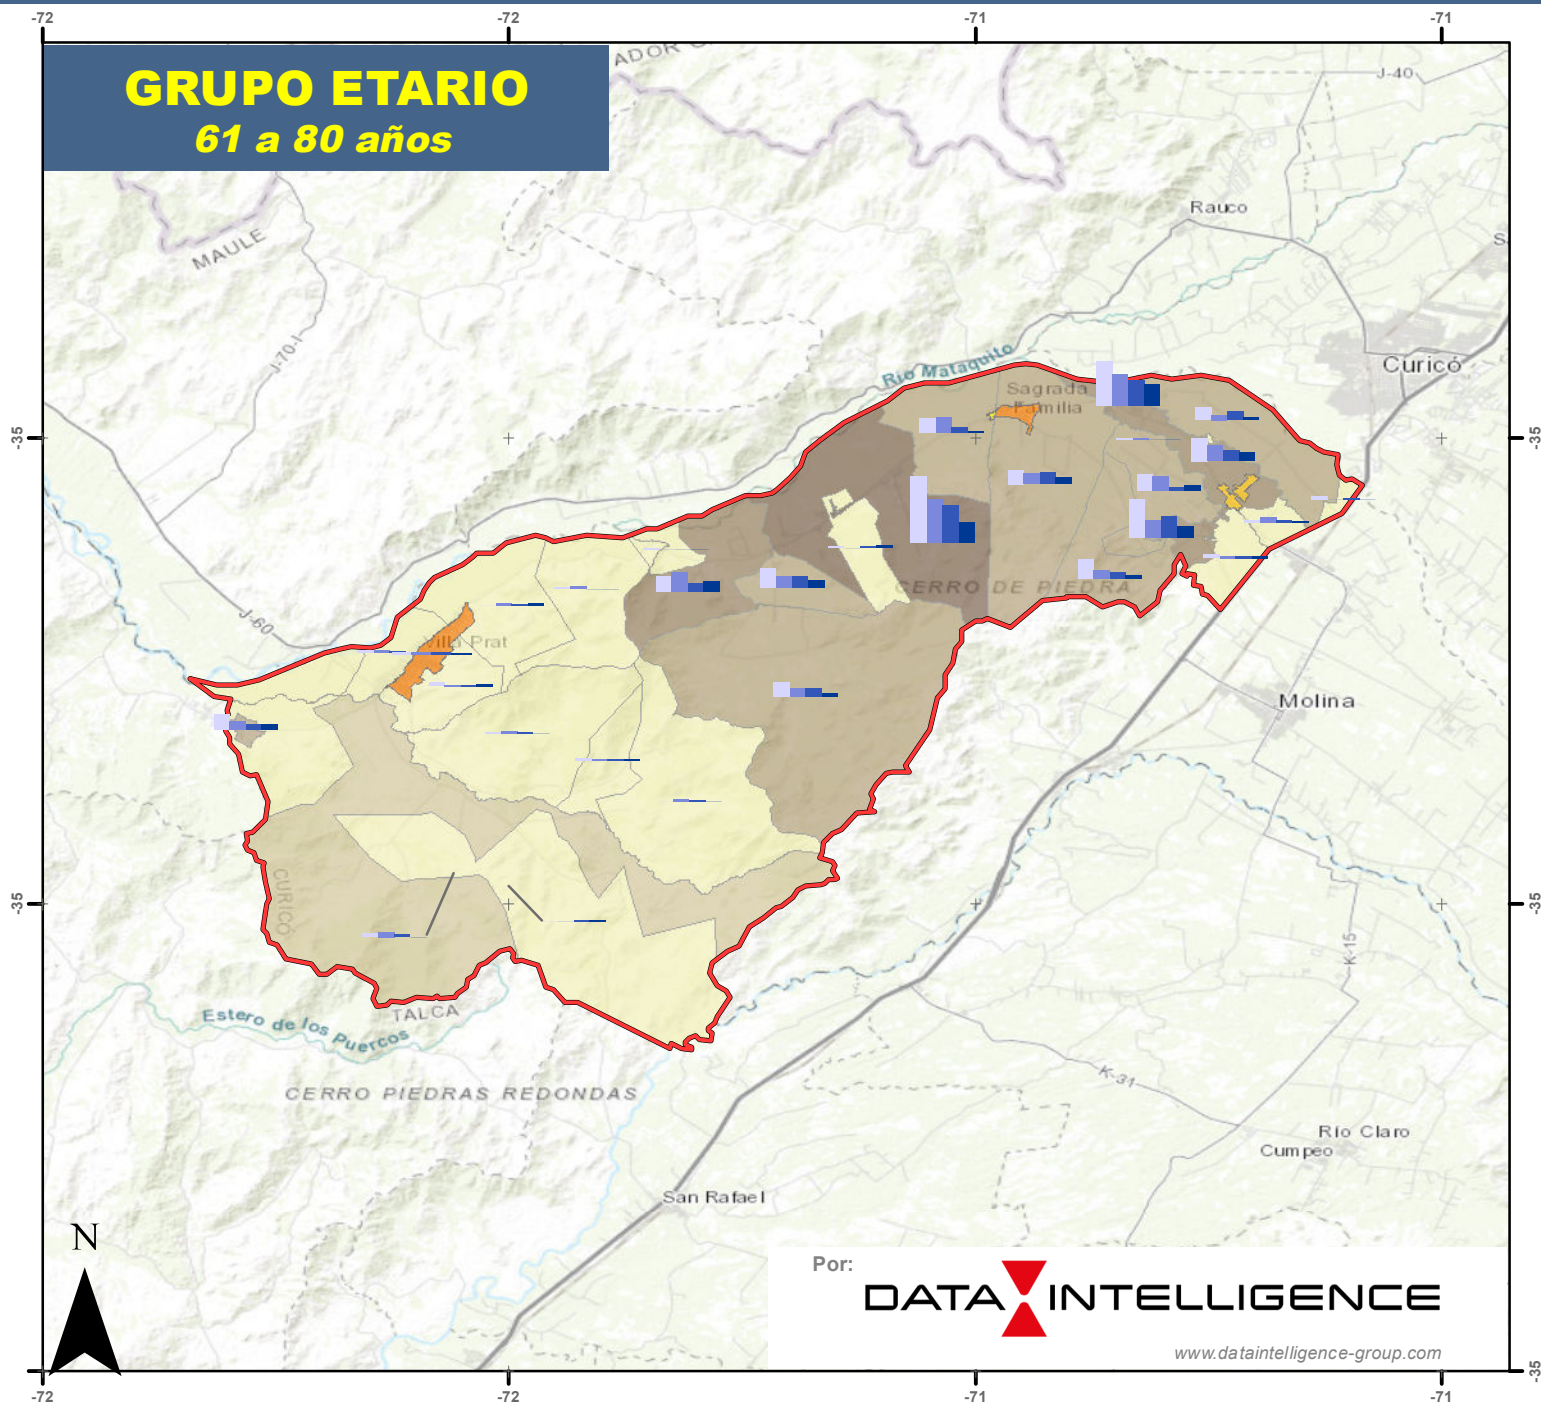 -72
-72
-71
-71
GRUPO ETARIO
61 a 80 años
ADOR
J-40
Rauco
S
MAULE
J-70-I
Curicó
Río Mataquito
Sagrada
Familia
-35
-35
CERRO DE PIEDRA
J-60
Villa Prat
Molina
CURICÓ
-35
-35
K-15
TALCA
Estero de los Puercos
CERRO PIEDRAS REDONDAS
K-31
Río Claro
Cumpeo
San Rafael
N
Por:
DATA INTELLIGENCE
www.dataintelligence-group.com
-35
-72
-72
-71
-71